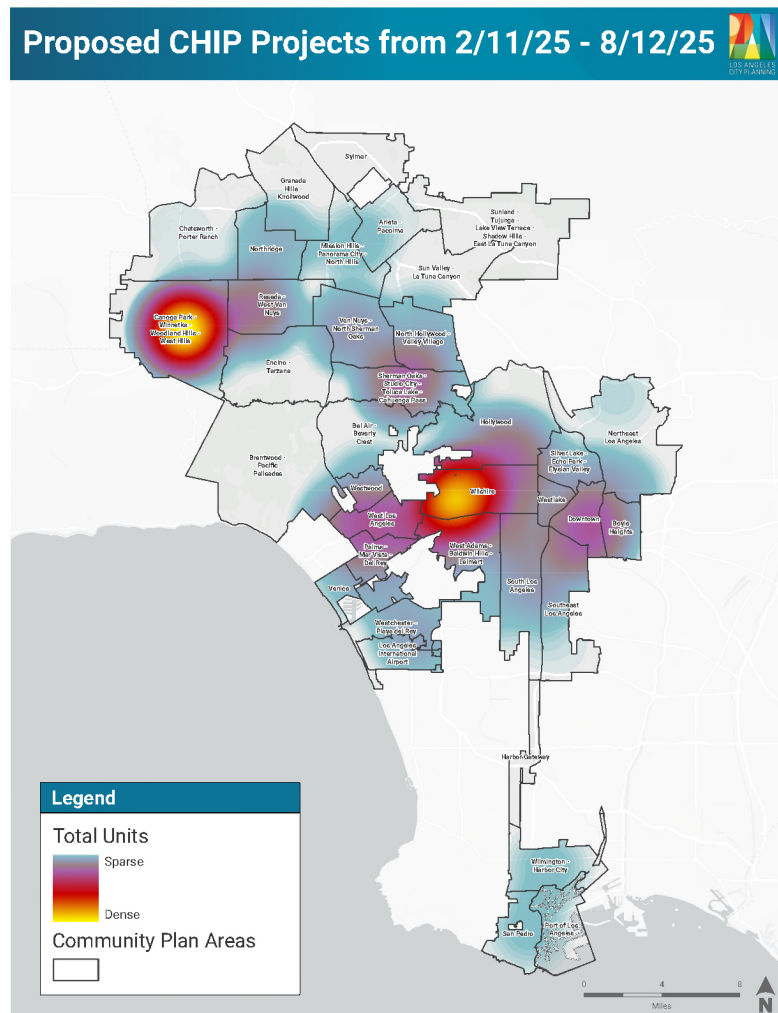 Proposed CHIP Projects from 2/11/25 - 8/12/25
LOS ANGELES
CITY PLANNING
Sylmar
Granada
Hills -
Knollwood
Sunland -
Tujunga -
Lake View Terrace -
Shadow Hills -
East La Tuna Canyon
Arleta -
Pacoima
Chatsworth -
Porter Ranch
Northridge
Mission Hills -
Panorama City -
North Hills
Sun Valley -
La Tuna Canyon
Reseda -
West Van
Nuys
Canoga Park -
Winnetka -
Woodland Hills -
West Hills
Van Nuys -
North Sherman
Oaks
North Hollywood -
Valley Village
Encino -
Tarzana
Sherman Oaks -
Studio City -
Toluca Lake -
Cahuenga Pass
Bel Air -
Beverly
Crest
Hollywood
Northeast
Los Angeles
Brentwood -
Pacific
Palisades
Silver Lake -
Echo Park -
Elysian Valley
Westwood
Wilshire
Westlake
West Los
Angeles
Downtown
Boyle
Heights
Palms -
Mar Vista -
Del Rey
West Adams -
Baldwin Hills -
Leimert
South Los
Angeles
Venice
Southeast
Los Angeles
Westchester -
Playa del Rey
Los Angeles
International
Airport
Harbor Gateway
Wilmington -
Harbor City
San Pedro
Port of Los
Angeles
Legend
Total Units
Sparse
Dense
Community Plan Areas
0 4 8
Miles
N